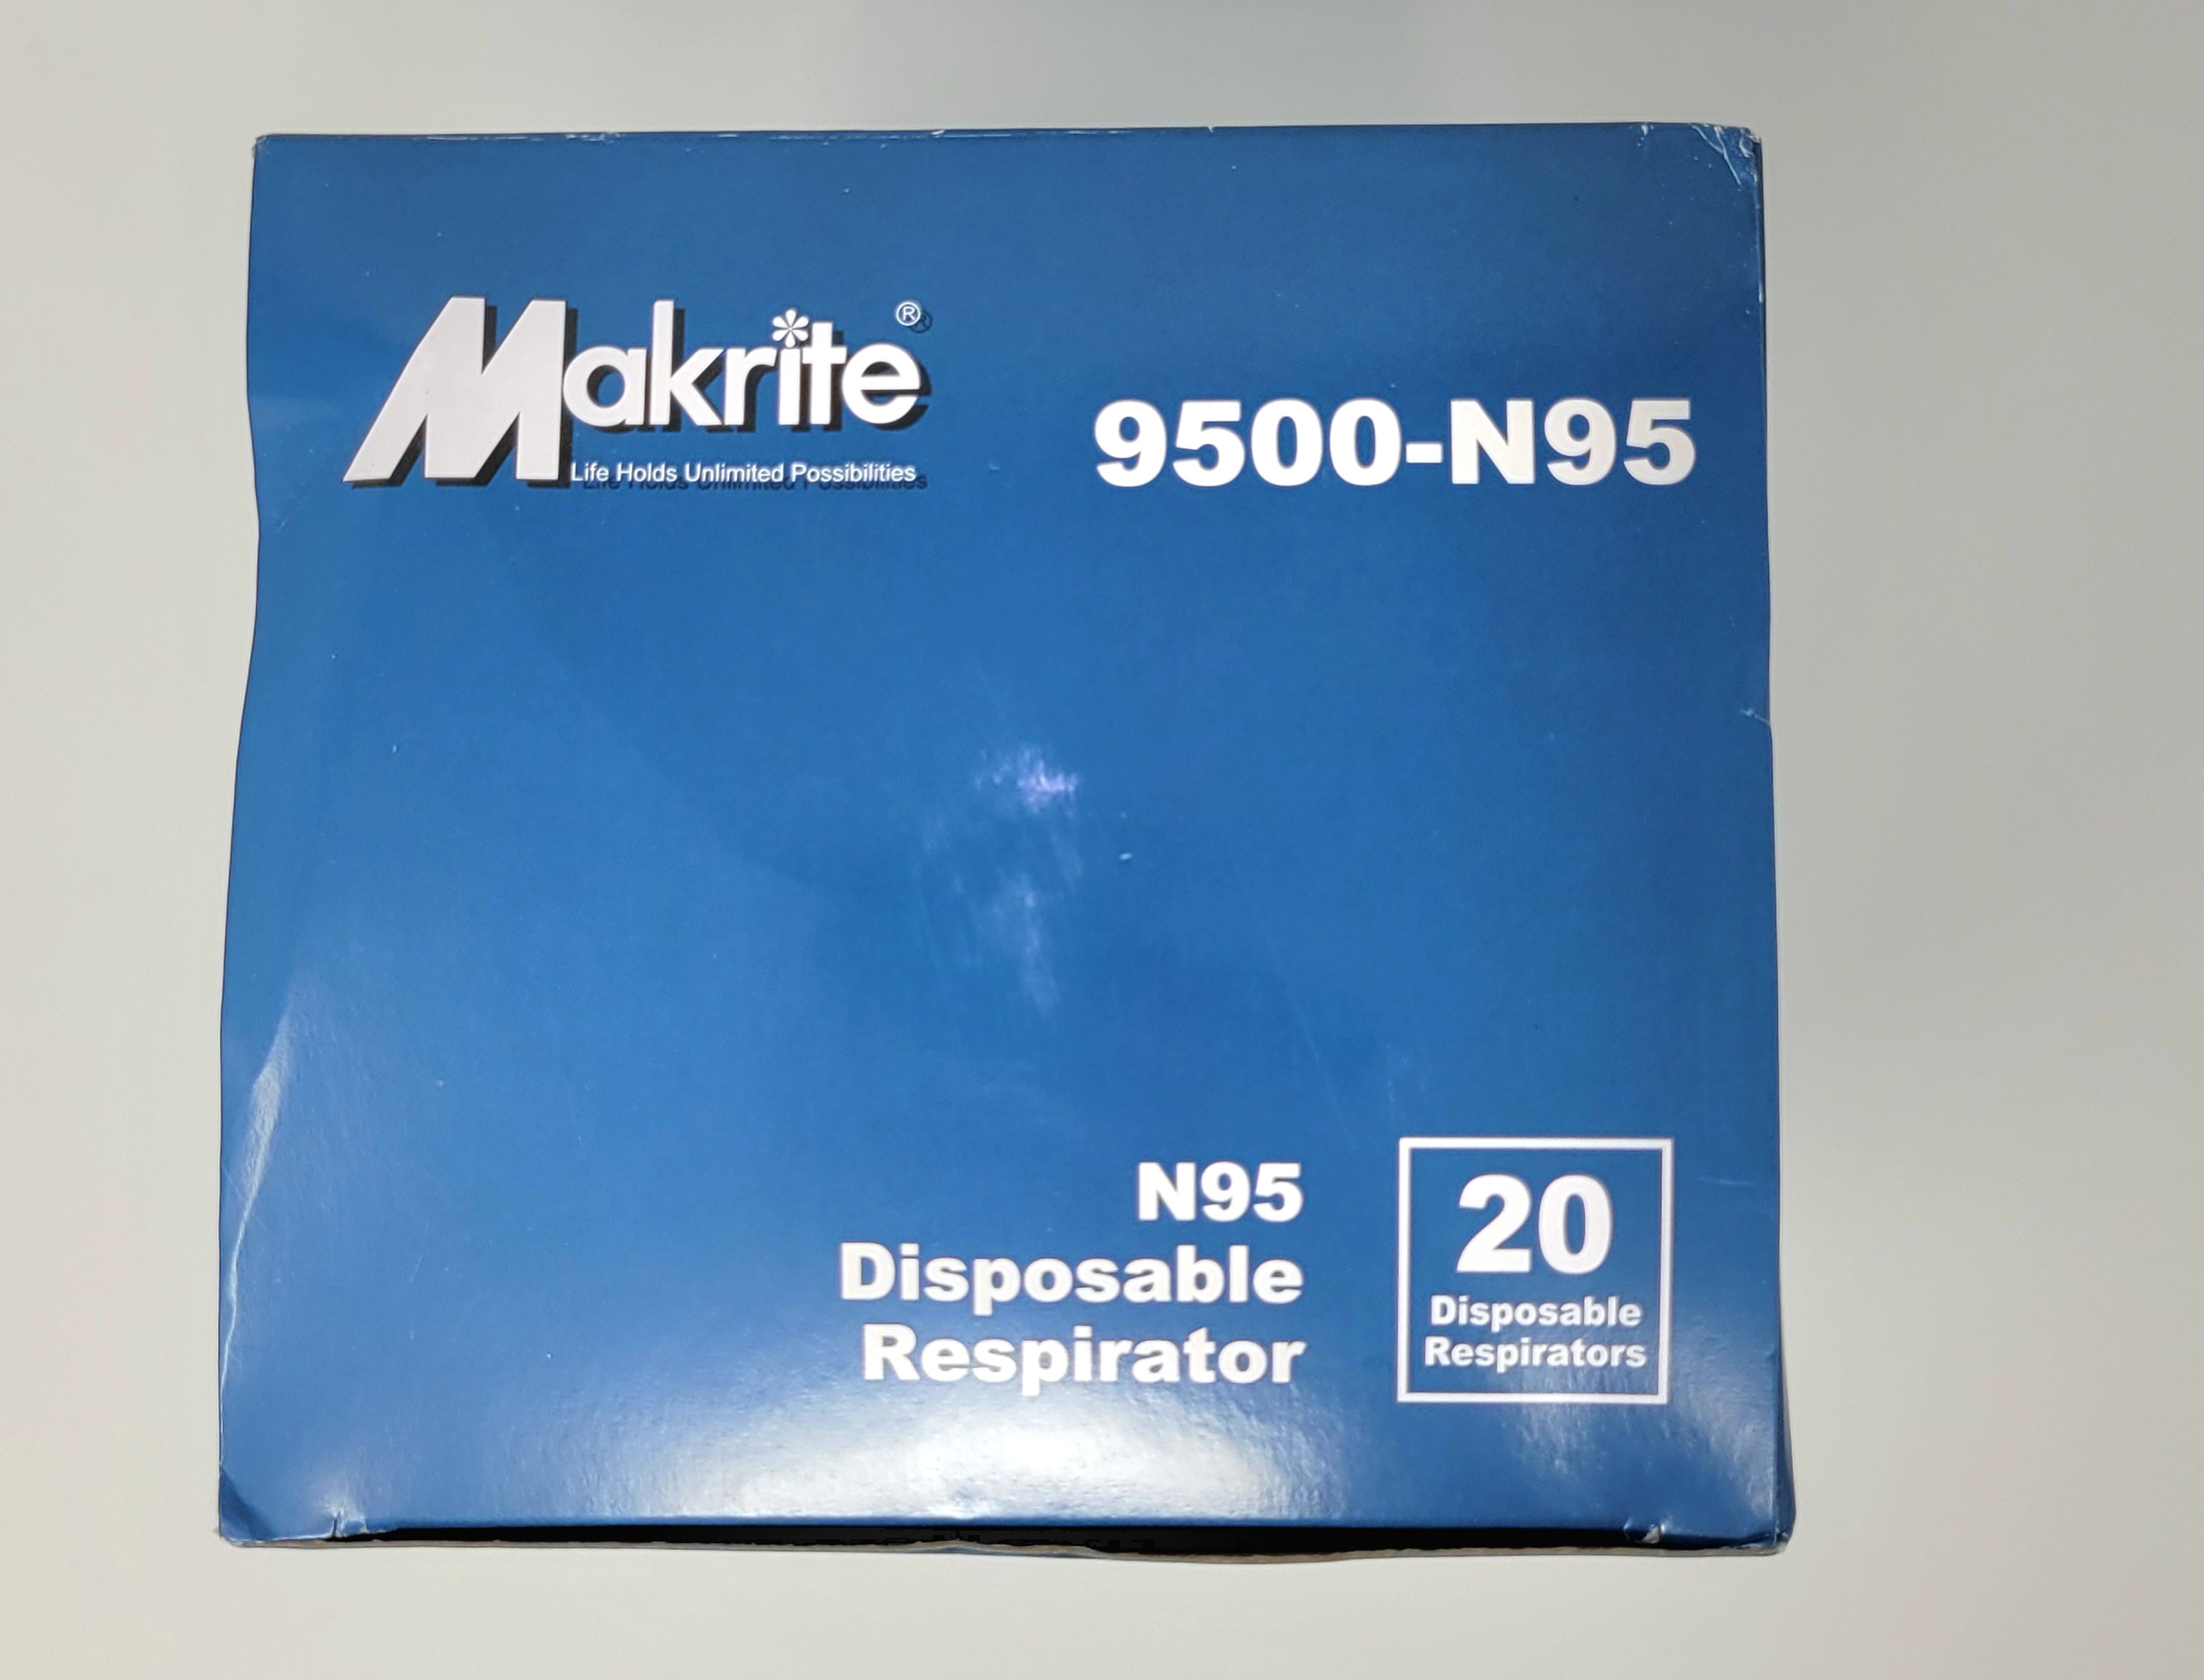 Makrite®
Life Holds Unlimited Possibilities
9500-N95
N95
Disposable
Respirator
20
Disposable
Respirators